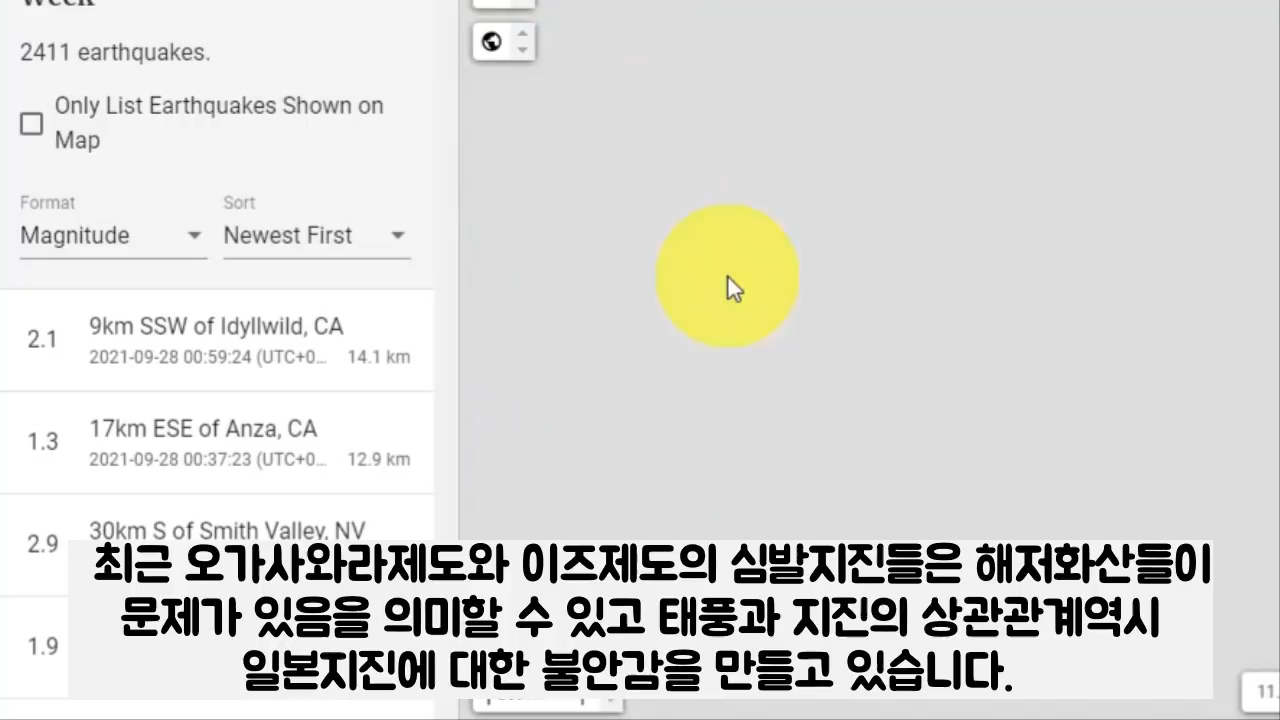 Week
2411 earthquakes.
Only List Earthquakes Shown on
Map
Format
Sort
Magnitude
Newest First
2.1
9km SSW of Idyllwild, CA
2021-09-28 00:59:24 (UTC+0... 14.1 km
1.3
17km ESE of Anza, CA
2021-09-28 00:37:23 (UTC+0... 12.9 km
2.9
30km S of Smith Valley, NV
1.9
최근 오가사와라제도와 이즈제도의 심발지진들은 해저화산들이
문제가 있음을 의미할 수 있고 태풍과 지진의 상관관계역시
일본지진에 대한 불안감을 만들고 있습니다.